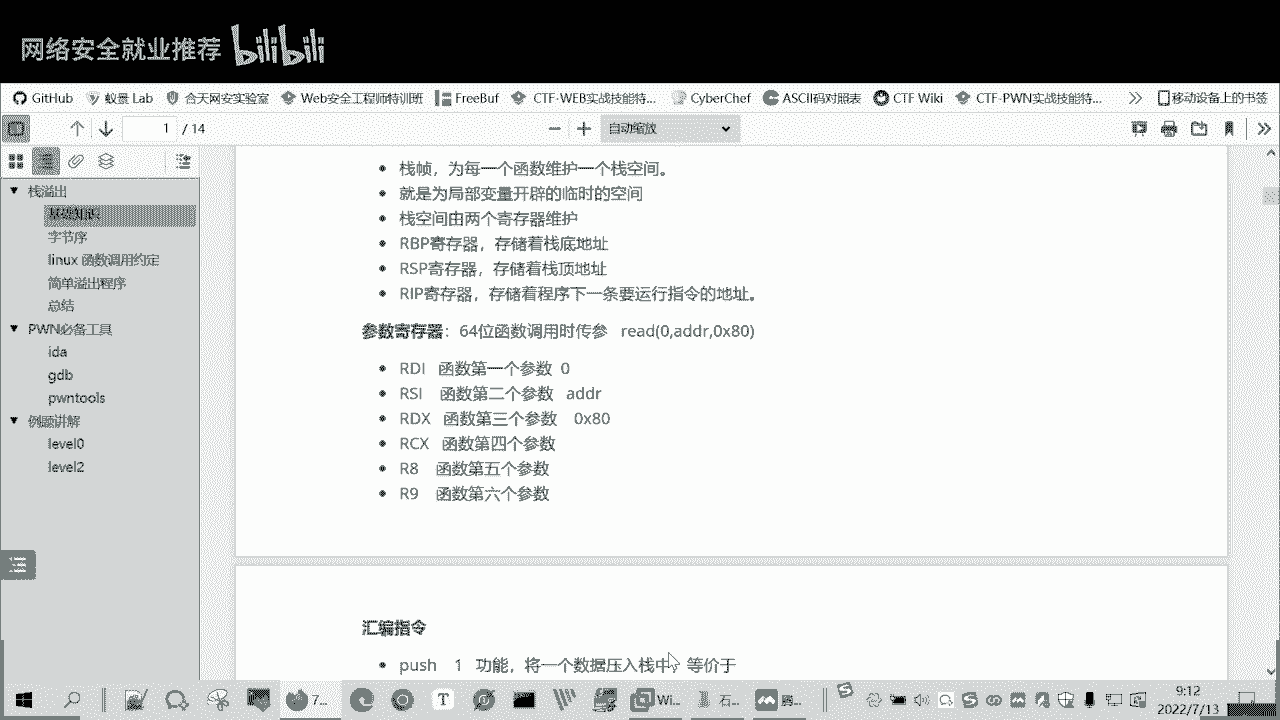 网络安全就业推荐 bilibili
GitHub 蚁景 Lab 合天网安实验室 Web安全工程师特训班 FreeBuf CTF-WEB实战技能特... CyberChef ASCII码对照表 CTF Wiki CTF-PWN实战技能特... 移动设备上的书签
1 / 14 自动缩放
栈溢出
基础知识
字节序
linux 函数调用约定
简单溢出程序
总结
PWN必备工具
ida
gdb
pwntools
例题讲解
level0
level2
栈帧，为每一个函数维护一个栈空间。
就是为局部变量开辟的临时的空间
栈空间由两个寄存器维护
RBP寄存器，存储着栈底地址
RSP寄存器，存储着栈顶地址
RIP寄存器，存储着程序下一条要运行指令的地址。
参数寄存器：64位函数调用时传参 read(0,addr,0x80)
RDI 函数第一个参数 0
RSI 函数第二个参数 addr
RDX 函数第三个参数 0x80
RCX 函数第四个参数
R8 函数第五个参数
R9 函数第六个参数
汇编指令
push 1 功能，将一个数据压入栈中，等价于
7... Wi... 石... 腾...
9:12
2022/7/13